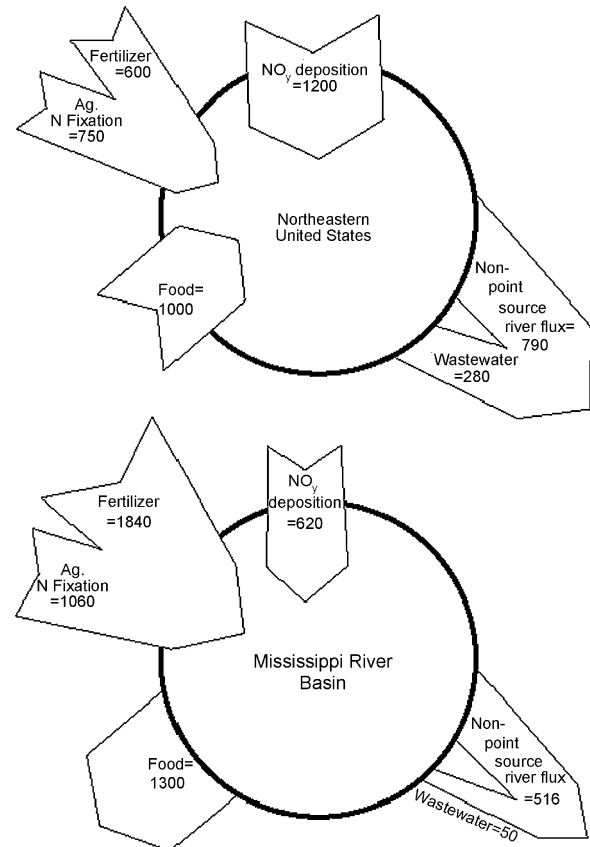 Fertilizer
=600
Ag.
N Fixation
=750
NOy deposition
=1200
Northeastern
United States
Food=
1000
Non-
point
source
river flux=
790
Wastewater
=280
Fertilizer
=1840
Ag.
N Fixation
=1060
NOy
deposition
=620
Mississippi River
Basin
Food=
1300
Non-
point
source
river flux
=516
Wastewater=50